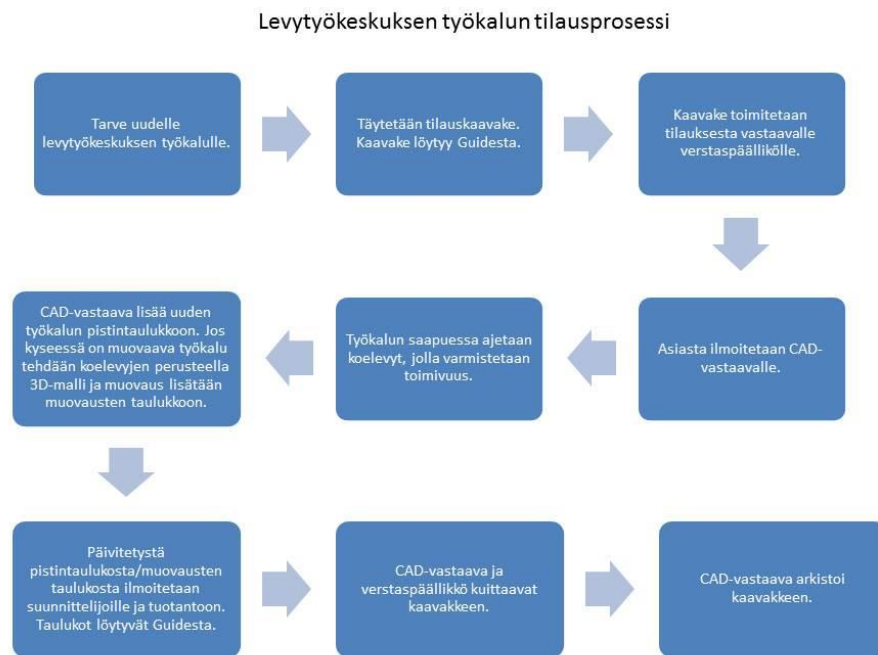 Levytyökeskuksen työkalun tilausprosessi
Tarve uudelle
levytyökeskuksen työkalulle.
Täytetään tilauskaavake.
Kaavake löytyy Guidesta.
Kaavake toimitetaan
tilauksesta vastaavalle
verstaspäällikölle.
Asiasta ilmoitetaan CAD-
vastaavalle.
Työkalun saapuessa ajetaan
koelevyt, jolla varmistetaan
toimivuus.
CAD-vastaava lisää uuden
työkalun pistintaulukkoon. Jos
kyseessä on muovaava työkalu
tehdään koelevyjen perusteella
3D-malli ja muovaus lisätään
muovausten taulukkoon.
Päivitetystä
pistintaulukosta/muovausten
taulukosta ilmoitetaan
suunnittelijoille ja tuotantoon.
Taulukot löytyvät Guidesta.
CAD-vastaava ja
verstaspäällikkö kuittaavat
kaavakkeen.
CAD-vastaava arkistoi
kaavakkeen.